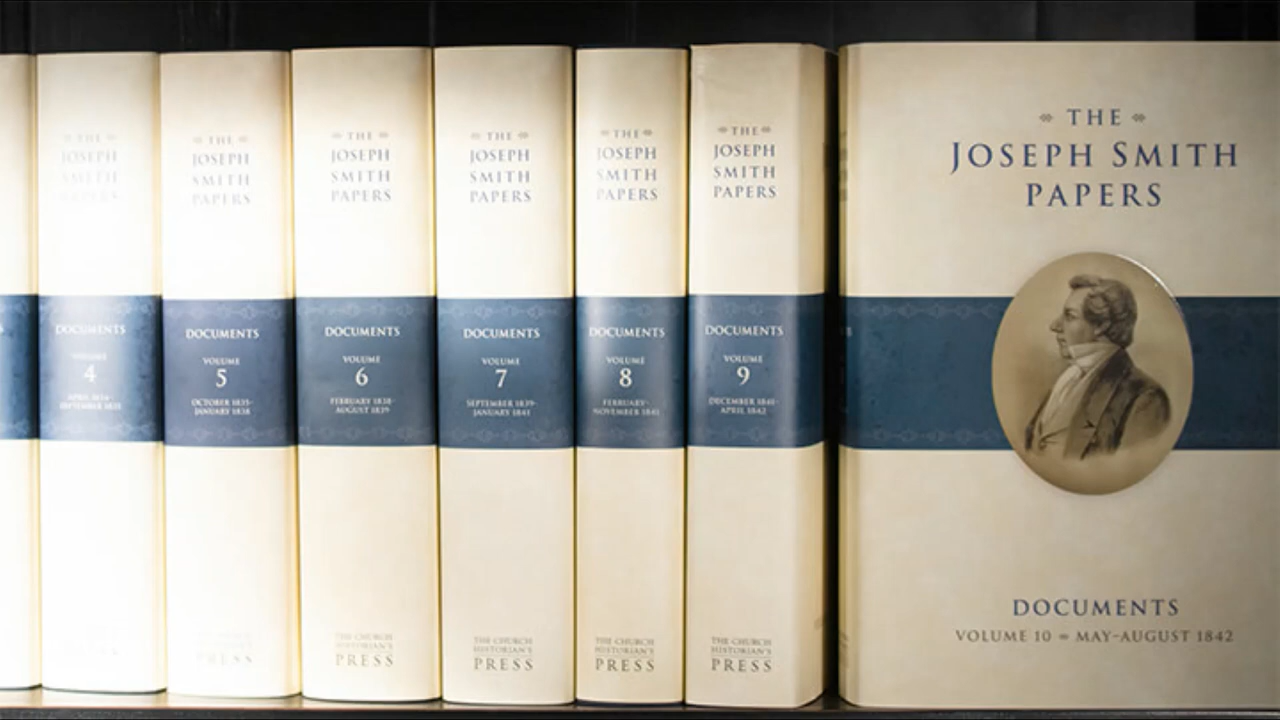 THE
JOSEPH
SMITH
PAPERS
DOCUMENTS
VOLUME
4
APRIL 1834–
SEPTEMBER 1835
THE
JOSEPH
SMITH
PAPERS
DOCUMENTS
VOLUME
5
OCTOBER 1835–
JANUARY 1838
PRESS
THE
JOSEPH
SMITH
PAPERS
DOCUMENTS
VOLUME
6
FEBRUARY 1838–
AUGUST 1839
THE CHURCH
HISTORIAN'S
PRESS
THE
JOSEPH
SMITH
PAPERS
DOCUMENTS
VOLUME
7
SEPTEMBER 1839–
JANUARY 1841
THE CHURCH
HISTORIAN'S
PRESS
THE
JOSEPH
SMITH
PAPERS
DOCUMENTS
VOLUME
8
FEBRUARY–
NOVEMBER 1841
THE CHURCH
HISTORIAN'S
PRESS
THE
JOSEPH
SMITH
PAPERS
DOCUMENTS
VOLUME
9
DECEMBER 1841–
APRIL 1842
THE CHURCH
HISTORIAN'S
PRESS
THE
JOSEPH SMITH
PAPERS
DOCUMENTS
VOLUME 10 MAY–AUGUST 1842